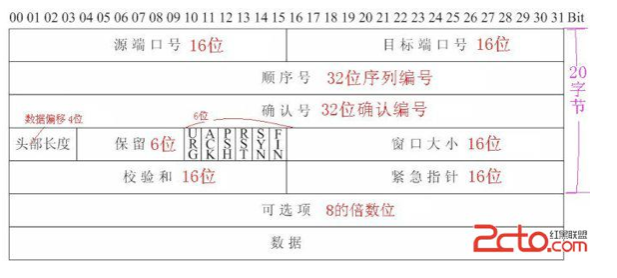 00 01 02 03 04 05 06 07 08 09 10 11 12 13 14 15 16 17 18 19 20 21 22 23 24 25 26 27 28 29 30 31 Bit
源端口号 16位 目标端口号 16位
顺序号 32位序列编号
20字节
确认号 32位确认编号
数据偏移 4位 6位
头部长度 保留 6位 URG ACK PSH RST SYN FIN 窗口大小 16位
校验和 16位 紧急指针 16位
可选项 8的倍数位
数据
2cto.com 红黑联盟